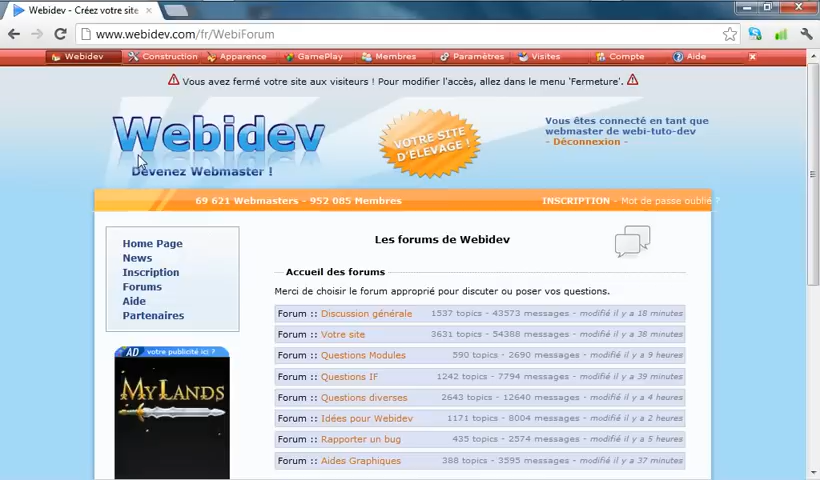 Webidev - Créez votre site
www.webidev.com/fr/WebiForum
Webidev Construction Apparence GamePlay Membres Paramètres Visites Compte Aide
Vous avez fermé votre site aux visiteurs ! Pour modifier l'accès, allez dans le menu 'Fermeture'.
Webidev
Devenez Webmaster !
VOTRE SITE
D'ÉLEVAGE !
Vous êtes connecté en tant que
webmaster de webi-tuto-dev
- Déconnexion -
69 621 Webmasters - 952 085 Membres
INSCRIPTION - Mot de passe oublié ?
Home Page
News
Inscription
Forums
Aide
Partenaires
AD votre publicité ici ?
MYLANDS
Les forums de Webidev
Accueil des forums
Merci de choisir le forum approprié pour discuter ou poser vos questions.
Forum :: Discussion générale 1537 topics - 43573 messages - modifié il y a 18 minutes
Forum :: Votre site 3631 topics - 54388 messages - modifié il y a 38 minutes
Forum :: Questions Modules 590 topics - 2690 messages - modifié il y a 9 heures
Forum :: Questions IF 1242 topics - 7794 messages - modifié il y a 39 minutes
Forum :: Questions diverses 2643 topics - 12640 messages - modifié il y a 4 heures
Forum :: Idées pour Webidev 1171 topics - 8004 messages - modifié il y a 2 heures
Forum :: Rapporter un bug 435 topics - 2574 messages - modifié il y a 5 heures
Forum :: Aides Graphiques 388 topics - 3595 messages - modifié il y a 37 minutes